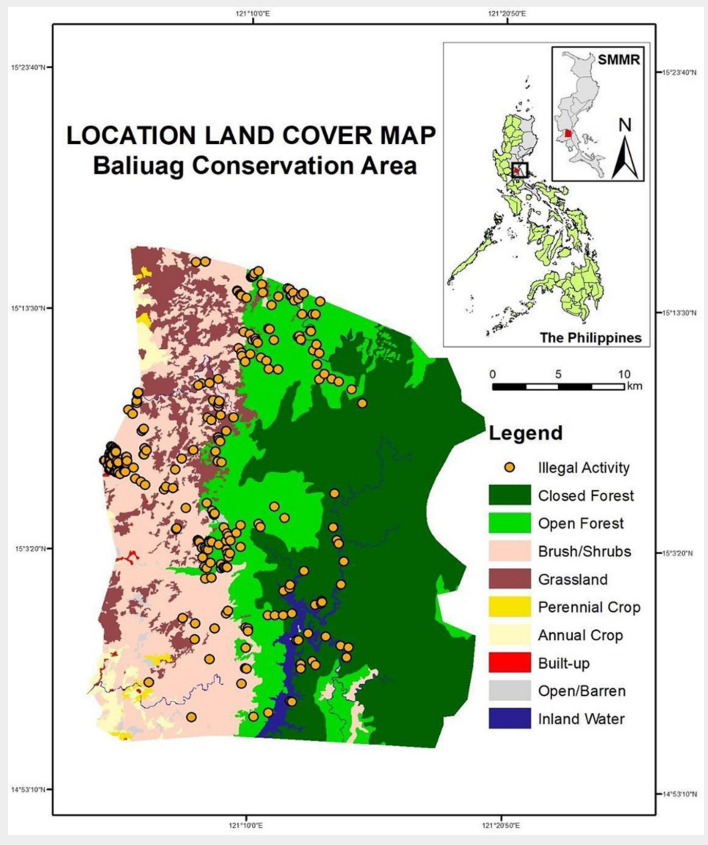 121°10'0"E
121°20'50"E
15°23'40"N
15°23'40"N
SMMR
N
LOCATION LAND COVER MAP
Baliuag Conservation Area
15°13'30"N
15°13'30"N
The Philippines
0 5 10
km
Legend
Illegal Activity
Closed Forest
Open Forest
15°3'20"N
15°3'20"N
Brush/Shrubs
Grassland
Perennial Crop
Annual Crop
Built-up
Open/Barren
Inland Water
14°53'10"N
14°53'10"N
121°10'0"E
121°20'50"E